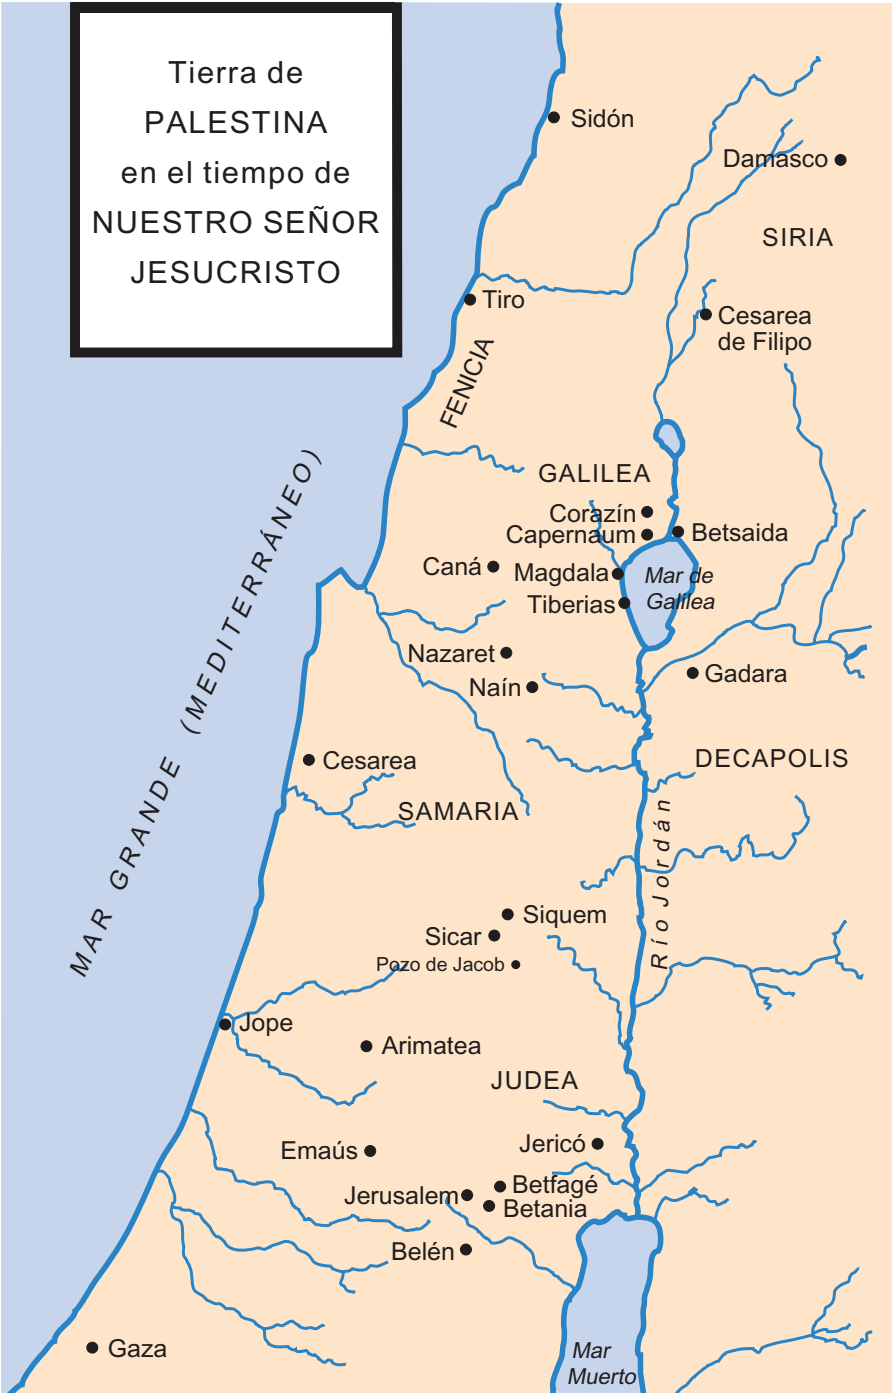 Tierra de
PALESTINA
en el tiempo de
NUESTRO SEÑOR
JESUCRISTO
Sidón
Damasco
SIRIA
Tiro
Cesarea
de Filipo
FENICIA
GALILEA
Corazín
Capernaum
Betsaida
Caná
Magdala
Mar de
Galilea
Tiberias
MAR GRANDE (MEDITERRÁNEO)
Nazaret
Gadara
Naín
Cesarea
DECAPOLIS
SAMARIA
Río Jordán
Siquem
Sicar
Pozo de Jacob
Jope
Arimatea
JUDEA
Emaús
Jericó
Jerusalem
Betfagé
Betania
Belén
Gaza
Mar
Muerto